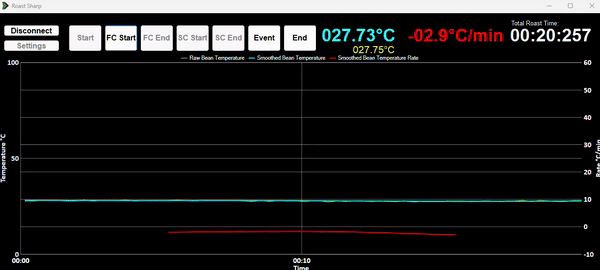 Roast Sharp
Disconnect
Settings
Start
FC Start
FC End
SC Start
SC End
Event
End
027.73°C
027.75°C
-02.9°C/min
Total Roast Time:
00:20:257
Raw Bean Temperature
Smoothed Bean Temperature
Smoothed Bean Temperature Rate
100
50
0
Temperature °C
60
50
40
30
20
10
0
-10
Rate °C/min
00:00
00:10
Time